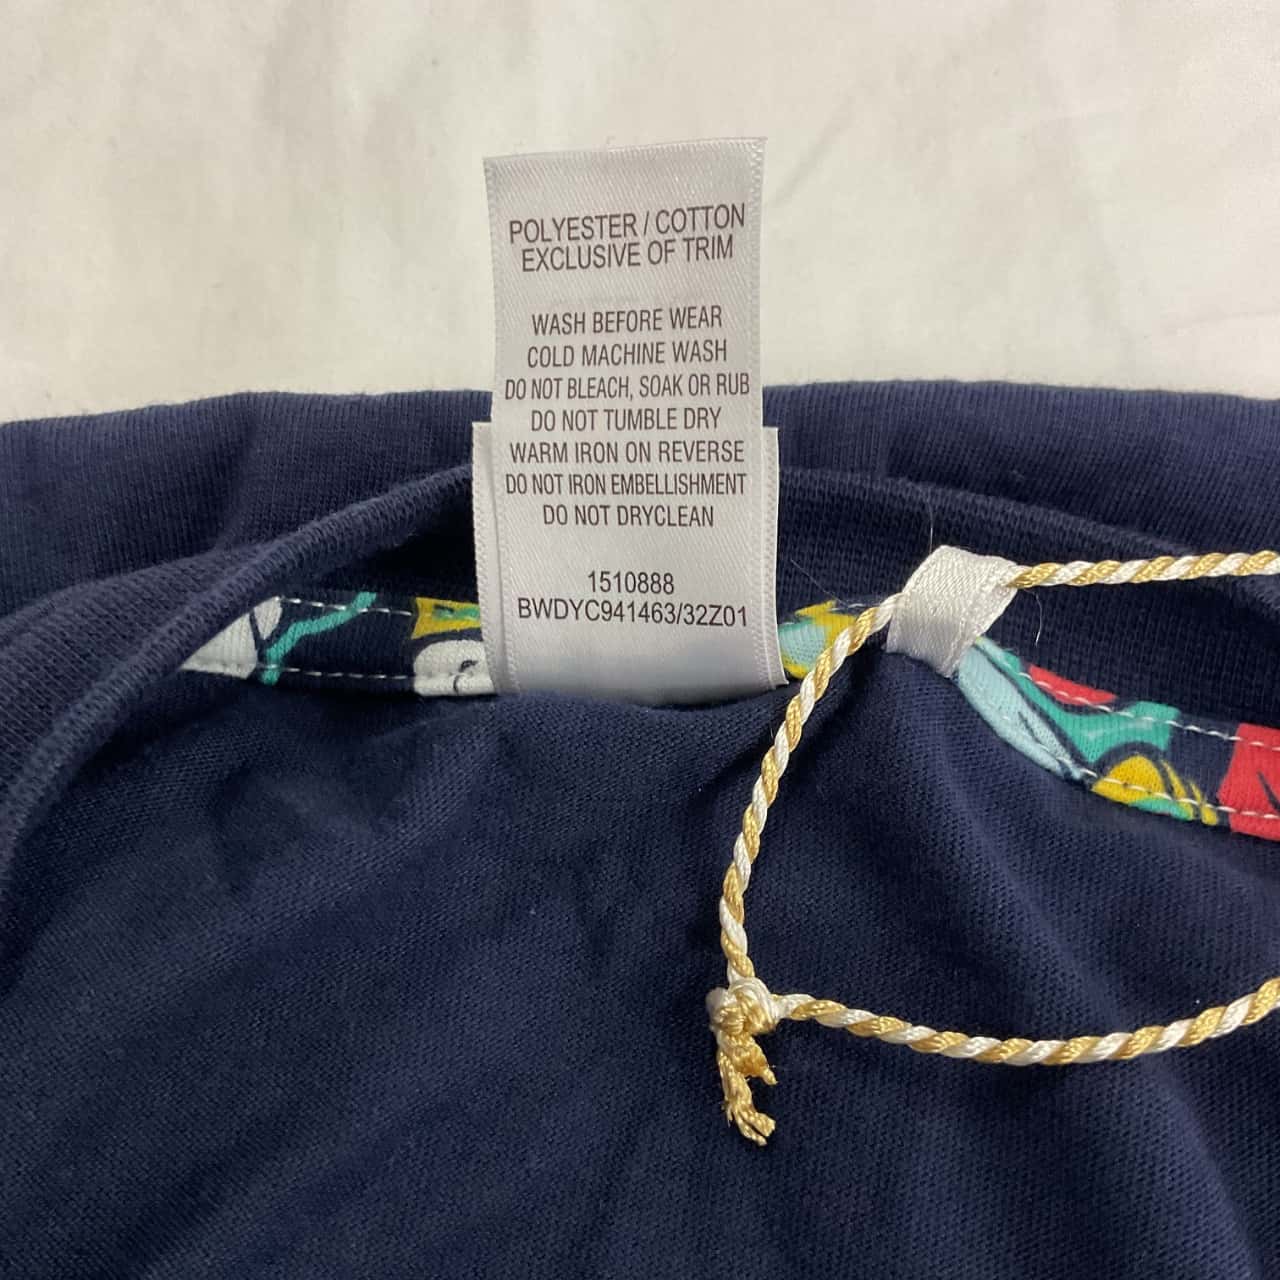 POLYESTER / COTTON
EXCLUSIVE OF TRIM
WASH BEFORE WEAR
COLD MACHINE WASH
DO NOT BLEACH, SOAK OR RUB
DO NOT TUMBLE DRY
WARM IRON ON REVERSE
DO NOT IRON EMBELLISHMENT
DO NOT DRYCLEAN
1510888
BWDYC941463/32Z01